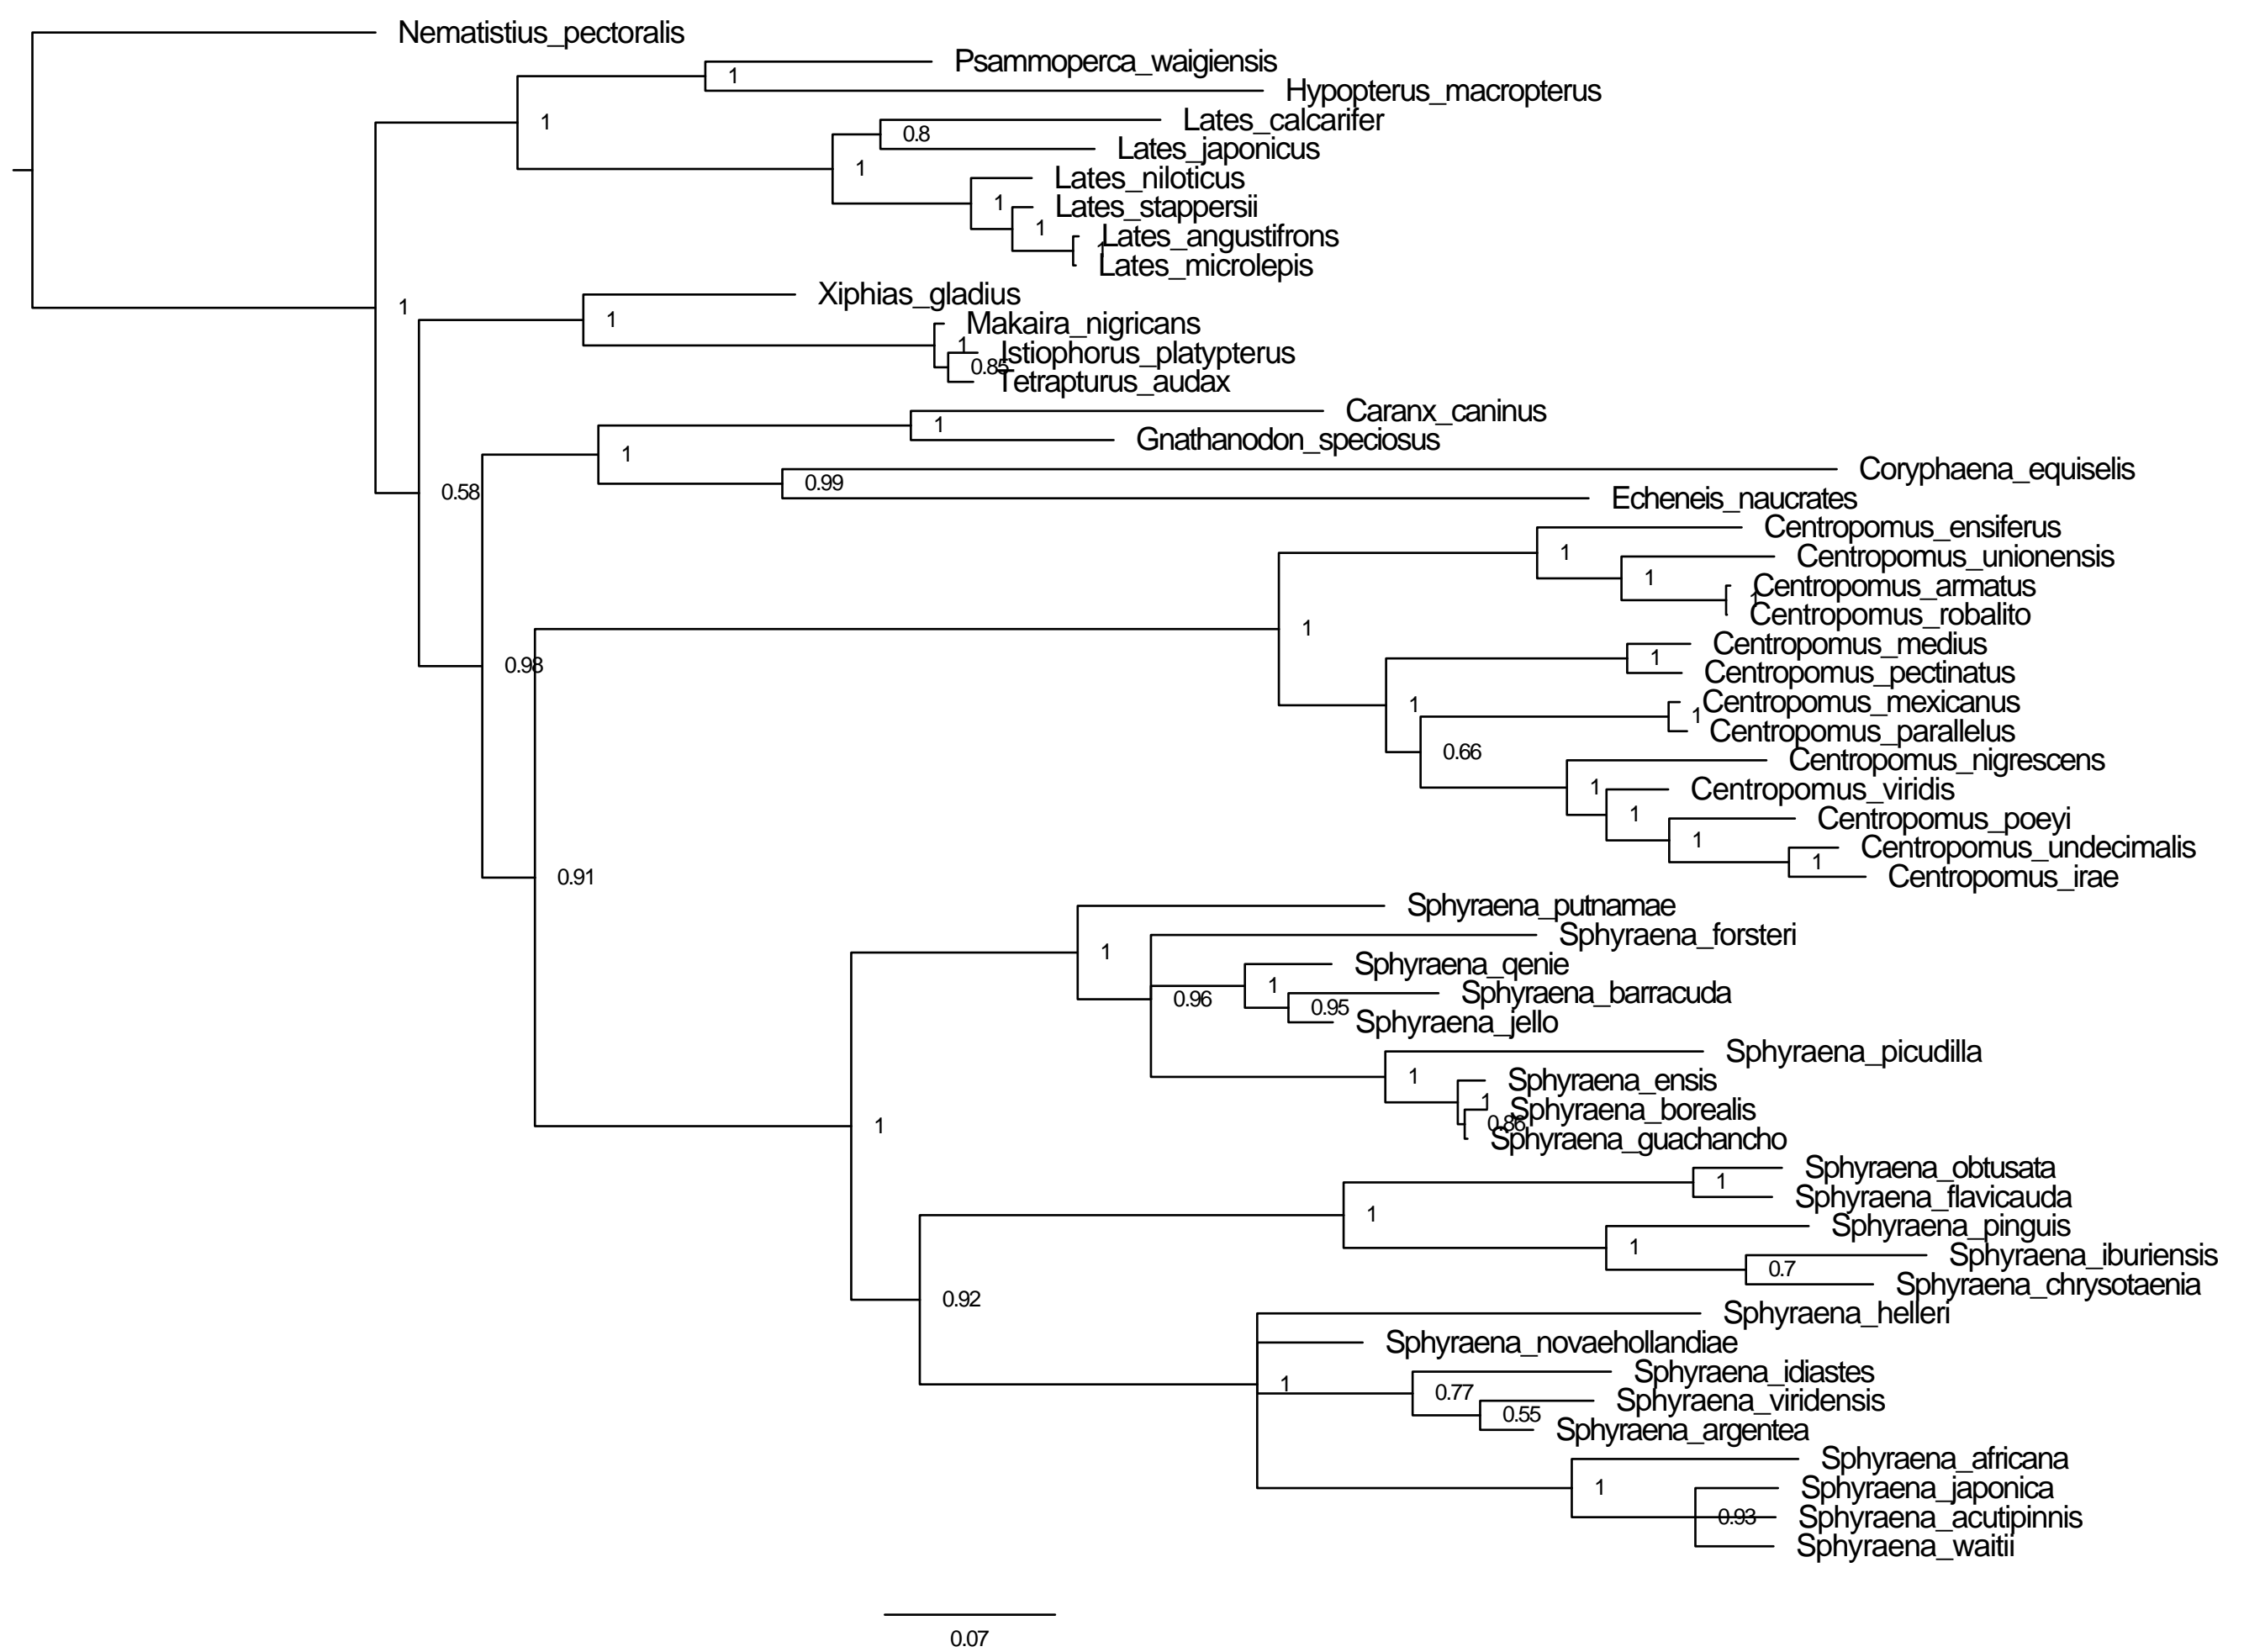 Nematistius_pectoralis
Psammoperca_waigiensis
1
Hypopterus_macropterus
1
Lates_calcarifer
0.8
Lates_japonicus
1
Lates_niloticus
1
Lates_stappersii
1
Lates_angustifrons
1
Lates_microlepis
1
Xiphias_gladius
1
Makaira_nigricans
1
Istiophorus_platypterus
0.85
Tetrapturus_audax
0.58
Caranx_caninus
1
Gnathanodon_speciosus
1
Coryphaena_equiselis
0.99
Echeneis_naucrates
0.98
Centropomus_ensiferus
1
Centropomus_unionensis
1
Centropomus_armatus
1
Centropomus_robalito
1
Centropomus_medius
1
Centropomus_pectinatus
1
Centropomus_mexicanus
1
Centropomus_parallelus
0.66
Centropomus_nigrescens
1
Centropomus_viridis
1
Centropomus_poeyi
1
Centropomus_undecimalis
1
Centropomus_irae
0.91
Sphyraena_putnamae
1
Sphyraena_forsteri
Sphyraena_qenie
1
0.96
Sphyraena_barracuda
0.95
Sphyraena_jello
1
Sphyraena_picudilla
1
Sphyraena_ensis
1
Sphyraena_borealis
0.86
Sphyraena_guachancho
Sphyraena_obtusata
1
Sphyraena_flavicauda
1
Sphyraena_pinguis
1
Sphyraena_iburiensis
0.7
Sphyraena_chrysotaenia
0.92
Sphyraena_helleri
Sphyraena_novaehollandiae
1
Sphyraena_idiastes
0.77
Sphyraena_viridensis
0.55
Sphyraena_argentea
Sphyraena_africana
1
Sphyraena_japonica
0.93
Sphyraena_acutipinnis
Sphyraena_waitii
0.07